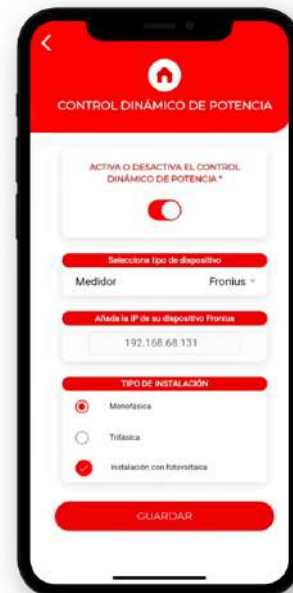 CONTROL DINÁMICO DE POTENCIA
ACTIVA O DESACTIVA EL CONTROL
DINÁMICO DE POTENCIA *
Selecciona tipo de dispositivo
Medidor Fronius
Añada la IP de su dispositivo Fronius
192.168.68.131
TIPO DE INSTALACIÓN
Monofásica
Trifásica
Instalación con fotovoltaica
GUARDAR